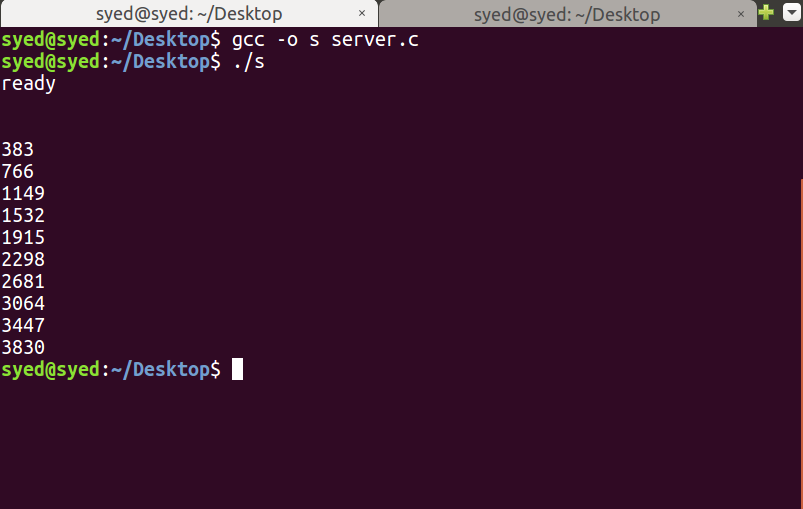 syed@syed: ~/Desktop × syed@syed: ~/Desktop ×
syed@syed:~/Desktop$ gcc -o s server.c
syed@syed:~/Desktop$ ./s
ready
383
766
1149
1532
1915
2298
2681
3064
3447
3830
syed@syed:~/Desktop$